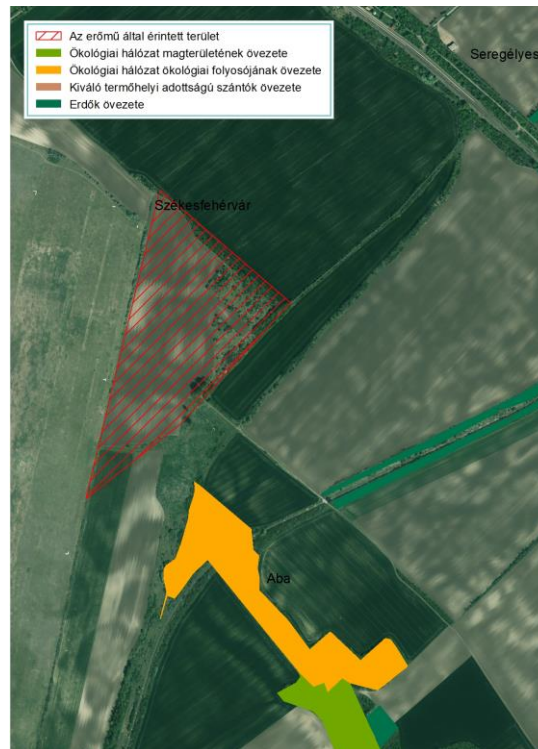 Az erőmű által érintett terület
Ökológiai hálózat magterületének övezete
Ökológiai hálózat ökológiai folyosójának övezete
Kiváló termőhelyi adottságú szántók övezete
Erdők övezete
Seregélyes
Székesfehérvár
Aba